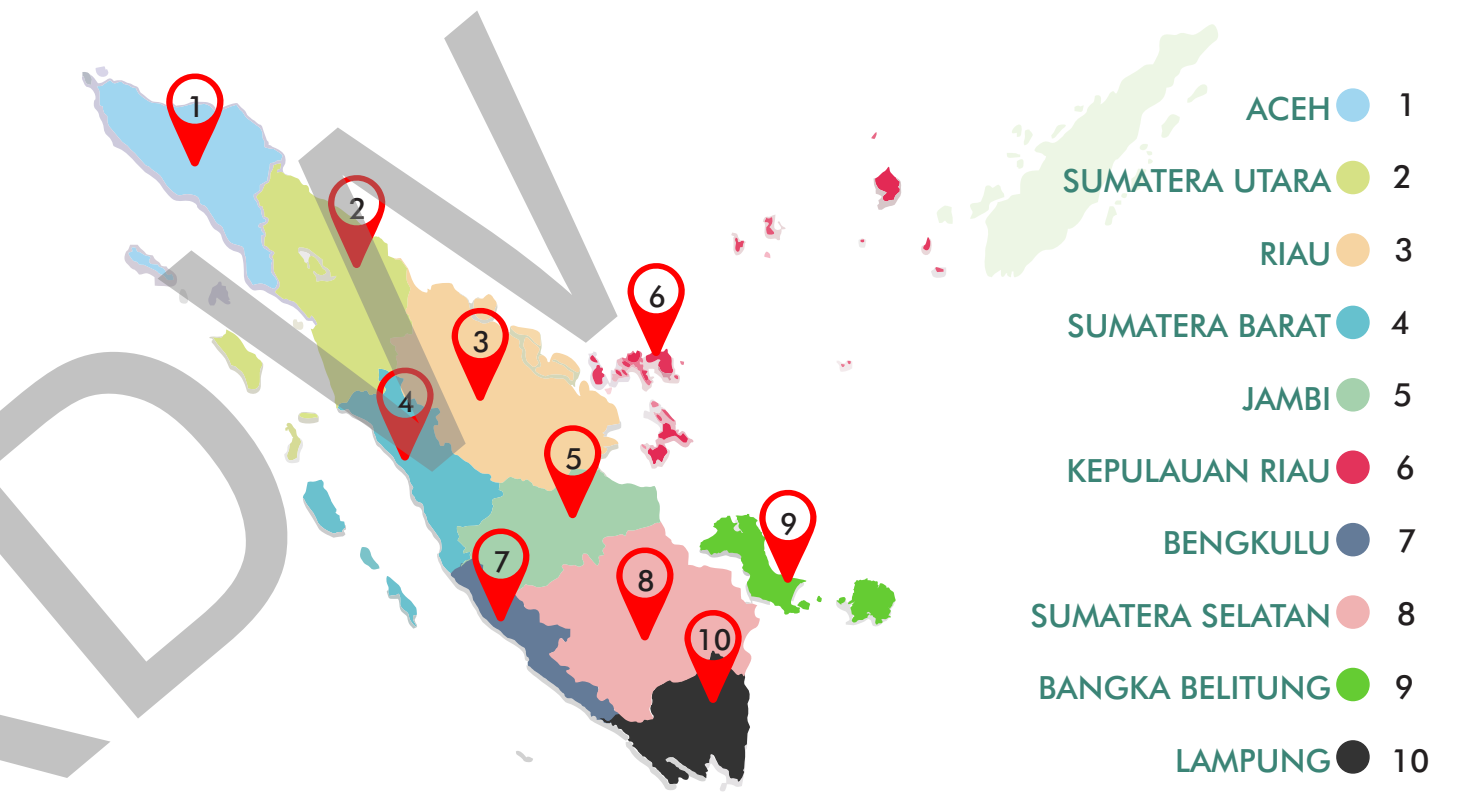 1
2
3
4
5
6
7
8
9
10
ACEH 1
SUMATERA UTARA 2
RIAU 3
SUMATERA BARAT 4
JAMBI 5
KEPULAUAN RIAU 6
BENGKULU 7
SUMATERA SELATAN 8
BANGKA BELITUNG 9
LAMPUNG 10